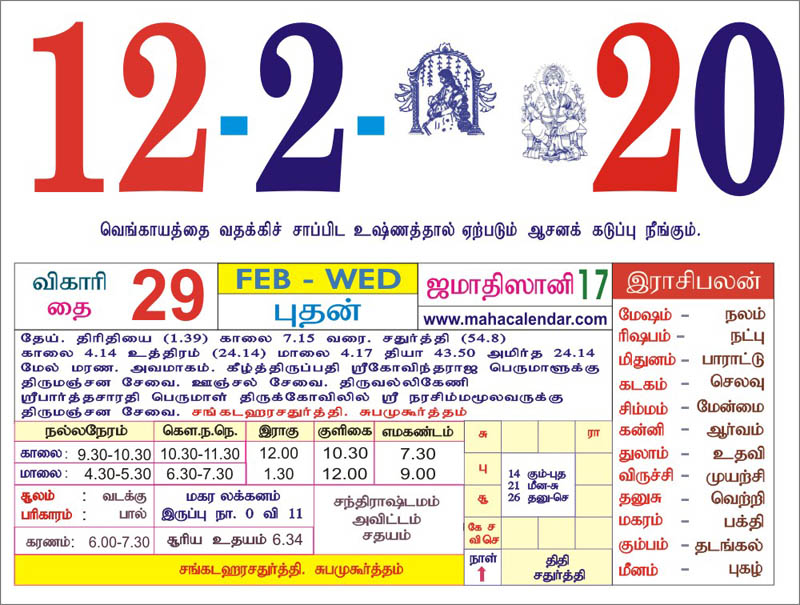 12-2-20
வெங்காயத்தை வதக்கிச் சாப்பிட உஷ்ணத்தால் ஏற்படும் ஆசனக் கடுப்பு நீங்கும்.
விகாரி
தை 29
FEB - WED
புதன்
ஜமாதிஸானி 17
www.mahacalendar.com
தேய். திரிதியை (1.39) காலை 7.15 வரை. சதுர்த்தி (54.8)
காலை 4.14 உத்திரம் (24.14) மாலை 4.17 தியா 43.50 அமிர்த 24.14
மேல் மரண. அவமாகம். கீழ்த்திருப்பதி ஸ்ரீகோவிந்தராஜ பெருமாளுக்கு
திருமஞ்சன சேவை. ஊஞ்சல் சேவை. திருவல்லிகேணி
ஸ்ரீபார்த்தசாரதி பெருமாள் திருக்கோவிலில் ஸ்ரீ நரசிம்மமூலவருக்கு
திருமஞ்சன சேவை. சங்கடஹரசதுர்த்தி. சுபமுகூர்த்தம்
இராசிபலன்
மேஷம் - நலம்
ரிஷபம் - நட்பு
மிதுனம் - பாராட்டு
கடகம் - செலவு
சிம்மம் - மேன்மை
கன்னி - ஆர்வம்
துலாம் - உதவி
விருச்சி - முயற்சி
தனுசு - வெற்றி
மகரம் - பக்தி
கும்பம் - தடங்கல்
மீனம் - புகழ்
நல்லநேரம் கௌ.ந.நெ. இராகு குளிகை எமகண்டம்
காலை: 9.30-10.30 10.30-11.30 12.00 10.30 7.30
மாலை: 4.30-5.30 6.30-7.30 1.30 12.00 9.00
சூலம் : வடக்கு
பரிகாரம் : பால்
மகர லக்கனம்
இருப்பு நா. 0 வி 11
சந்திராஷ்டமம்
அவிட்டம்
சதயம்
கரணம்: 6.00-7.30
சூரிய உதயம் 6.34
சங்கடஹரசதுர்த்தி. சுபமுகூர்த்தம்
சு ரா
பு
சூ
கே ச
வி செ
14 கும்-புத
21 மீன-சு
26 தனு-செ
நாள்
↑
திதி
சதுர்த்தி